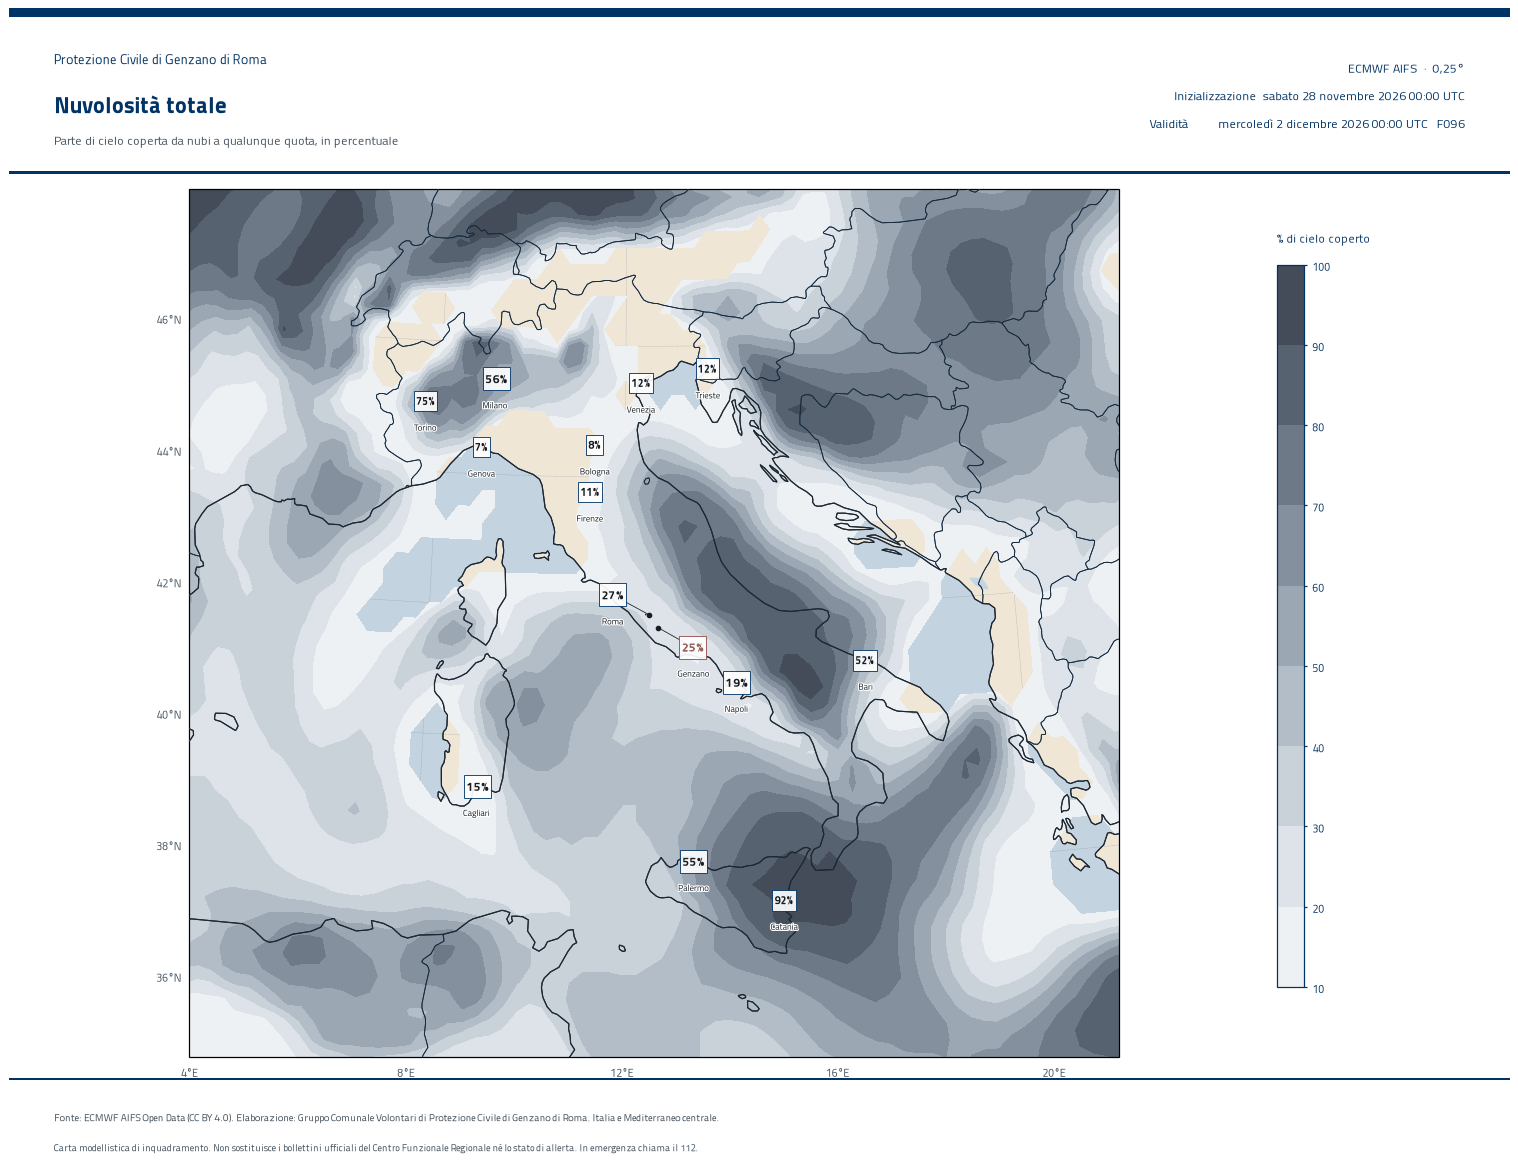 Protezione Civile di Genzano di Roma
Nuvolosità totale
Parte di cielo coperta da nubi a qualunque quota, in percentuale
ECMWF AIFS · 0,25°
Inizializzazione sabato 28 novembre 2026 00:00 UTC
Validità mercoledì 2 dicembre 2026 00:00 UTC F096
% di cielo coperto
100
90
80
70
60
50
40
30
20
10
46°N
44°N
42°N
40°N
38°N
36°N
4°E
8°E
12°E
16°E
20°E
56%
Milano
75%
Torino
12%
Venezia
12%
Trieste
7%
Genova
8%
Bologna
11%
Firenze
27%
Roma
25%
Genzano
19%
Napoli
52%
Bari
15%
Cagliari
55%
Palermo
92%
Catania
Fonte: ECMWF AIFS Open Data (CC BY 4.0). Elaborazione: Gruppo Comunale Volontari di Protezione Civile di Genzano di Roma. Italia e Mediterraneo centrale.
Carta modellistica di inquadramento. Non sostituisce i bollettini ufficiali del Centro Funzionale Regionale né lo stato di allerta. In emergenza chiama il 112.